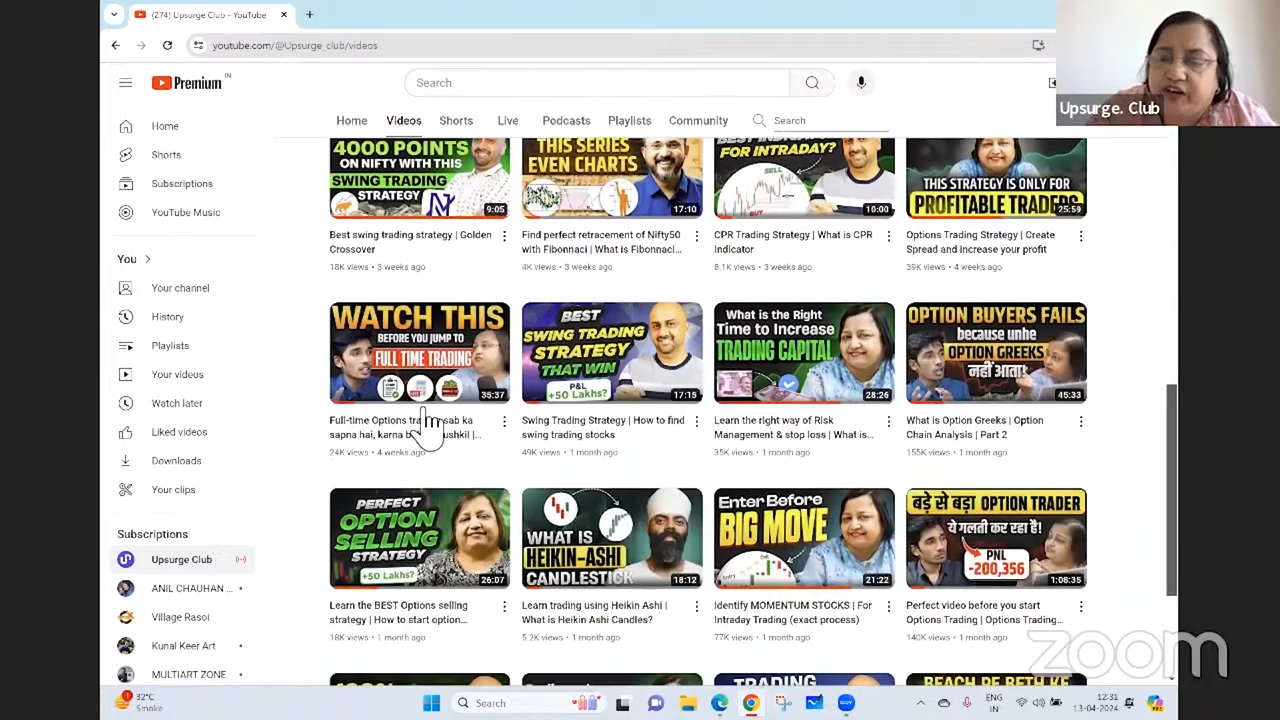 (274) Upsurge Club - YouTube
youtube.com/@Upsurge_club/videos
Premium IN
Search
Upsurge. Club
Home
Videos
Shorts
Live
Podcasts
Playlists
Community
Search
Home
Shorts
Subscriptions
YouTube Music
You
Your channel
History
Playlists
Your videos
Watch later
Liked videos
Downloads
Your clips
Subscriptions
Upsurge Club
ANIL CHAUHAN ...
Village Rasoi
Kunal Keer Art
MULTIART ZONE
4000 POINTS
ON NIFTY WITH THIS
SWING TRADING
STRATEGY
9:05
THIS SERIES
EVEN CHARTS
17:10
FOR INTRADAY?
SELL
BUY
10:00
THIS STRATEGY IS ONLY FOR
PROFITABLE TRADERS
25:59
Best swing trading strategy | Golden
Crossover
18K views • 3 weeks ago
Find perfect retracement of Nifty50
with Fibonnaci | What is Fibonnaci...
4K views • 3 weeks ago
CPR Trading Strategy | What is CPR
Indicator
8.1K views • 3 weeks ago
Options Trading Strategy | Create
Spread and increase your profit
39K views • 4 weeks ago
WATCH THIS
BEFORE YOU JUMP TO
FULL TIME TRADING
35:37
BEST
SWING TRADING
STRATEGY
THAT WIN
P&L
+50 Lakhs?
17:15
What is the Right
Time to Increase
TRADING CAPITAL
28:26
OPTION BUYERS FAILS
because unhe
OPTION GREEKS
नहीं आता!
45:33
Full-time Options sab ka
sapna hai, karna |...
24K views • 4 weeks ago
Swing Trading Strategy | How to find
swing trading stocks
49K views • 1 month ago
Learn the right way of Risk
Management & stop loss | What is...
35K views • 1 month ago
What is Option Greeks | Option
Chain Analysis | Part 2
155K views • 1 month ago
PERFECT
OPTION
SELLING
STRATEGY
+50 Lakhs?
26:07
WHAT IS
HEIKIN-ASHI
CANDLESTICK
18:12
Enter Before
BIG MOVE
Entry
Exit
21:22
बड़े से बड़ा OPTION TRADER
ये गलती कर रहा है!
PNL
-200,356
1:08:35
Learn the BEST Options selling
strategy | How to start option...
18K views • 1 month ago
Learn trading using Heikin Ashi |
What is Heikin Ashi Candles?
5.2K views • 1 month ago
Identify MOMENTUM STOCKS | For
Intraday Trading (exact process)
77K views • 1 month ago
Perfect video before you start
Options Trading | Options Trading...
140K views • 1 month ago
TRADING
BEACH PE BETH KE
zoom
32°C
Smoke
Search
ENG
IN
12:31
13-04-2024